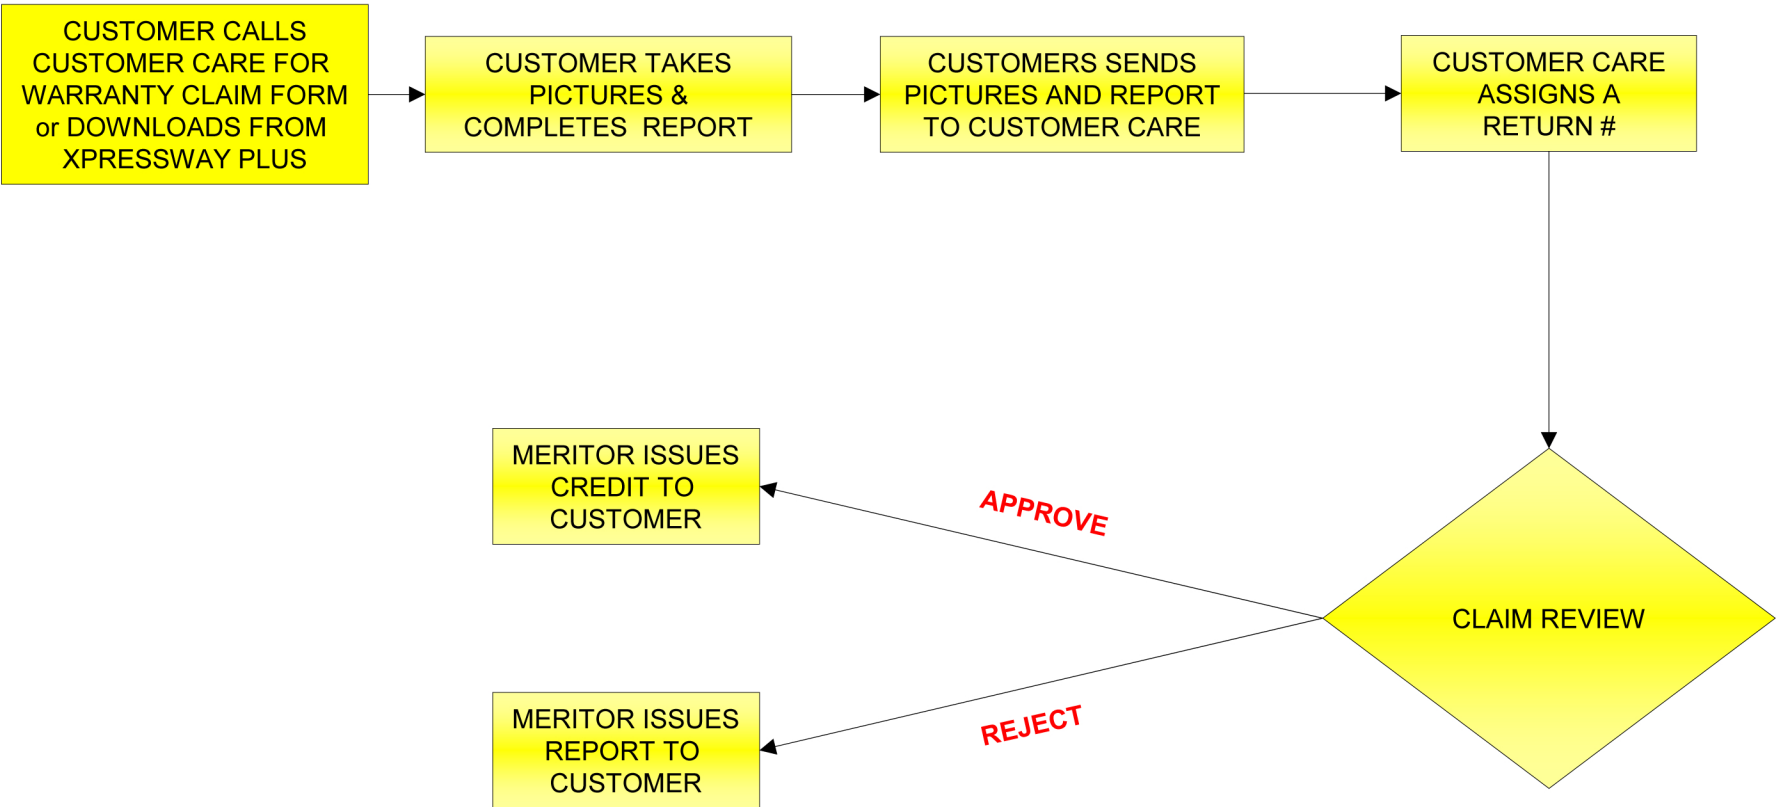 CUSTOMER CALLS
CUSTOMER CARE FOR
WARRANTY CLAIM FORM
or DOWNLOADS FROM
XPRESSWAY PLUS
CUSTOMER TAKES
PICTURES &
COMPLETES REPORT
CUSTOMERS SENDS
PICTURES AND REPORT
TO CUSTOMER CARE
CUSTOMER CARE
ASSIGNS A
RETURN #
MERITOR ISSUES
CREDIT TO
CUSTOMER
APPROVE
CLAIM REVIEW
REJECT
MERITOR ISSUES
REPORT TO
CUSTOMER